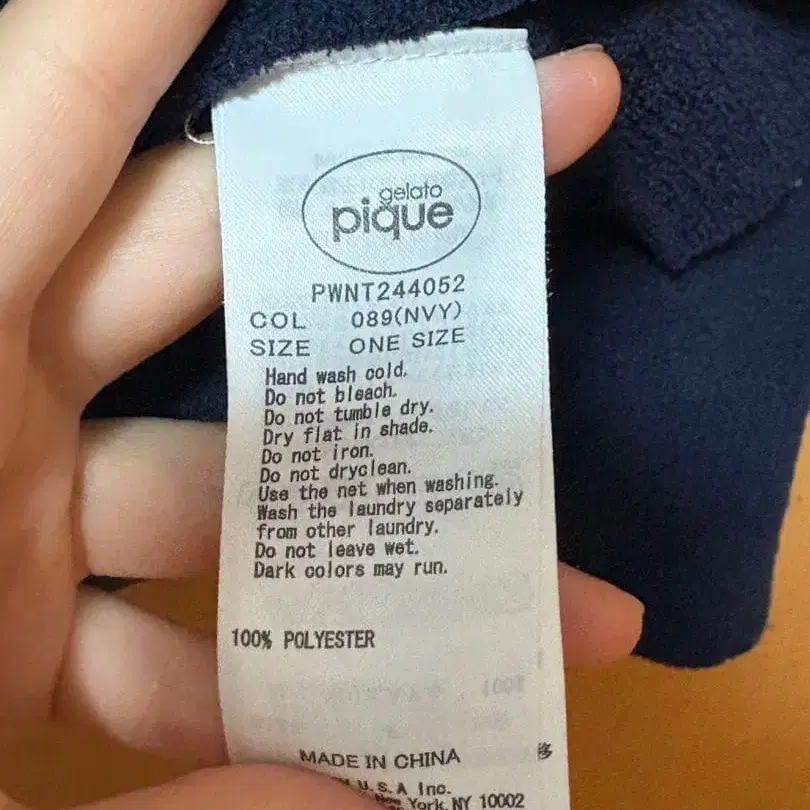 gelato
pique
PWNT244052
COL 089(NVY)
SIZE ONE SIZE
Hand wash cold.
Do not bleach.
Do not tumble dry.
Dry flat in shade.
Do not iron.
Do not dryclean.
Use the net when washing.
Wash the laundry separately
from other laundry.
Do not leave wet.
Dark colors may run.
100% POLYESTER
MADE IN CHINA
U.S.A Inc.
New York, NY 10002